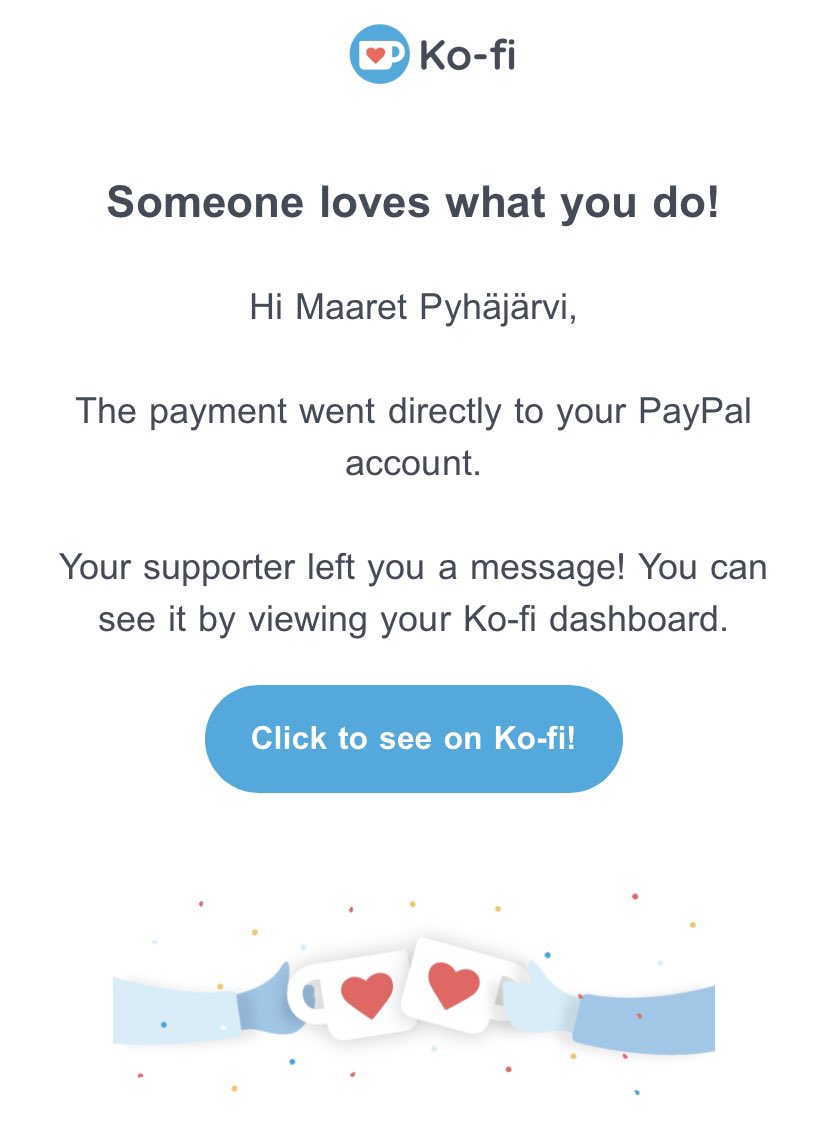 Ko-fi
Someone loves what you do!
Hi Maaret Pyhäjärvi,
The payment went directly to your PayPal
account.
Your supporter left you a message! You can
see it by viewing your Ko-fi dashboard.
Click to see on Ko-fi!